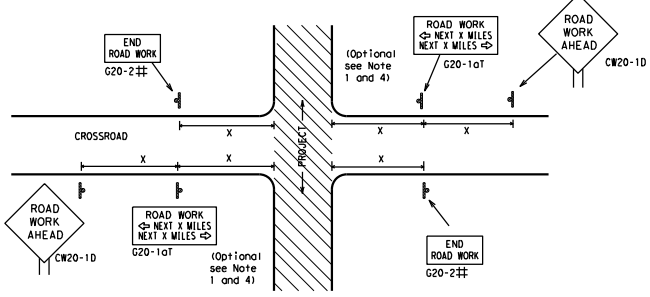 END
ROAD WORK
G20-2##
(Optional
see Note
1 and 4)
ROAD WORK
⇦ NEXT X MILES
NEXT X MILES ⇨
G20-1aT
ROAD
WORK
AHEAD
CW20-1D
X
X
X
CROSSROAD
PROJECT
X
X
X
ROAD
WORK
AHEAD
CW20-1D
ROAD WORK
⇦ NEXT X MILES
NEXT X MILES ⇨
G20-1aT
(Optional
see Note
1 and 4)
END
ROAD WORK
G20-2##